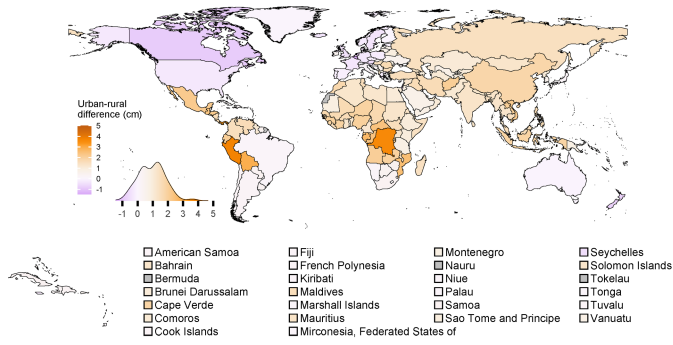 Urban-rural
difference (cm)
5
4
3
2
1
0
-1
-1 0 1 2 3 4 5
American Samoa
Bahrain
Bermuda
Brunei Darussalam
Cape Verde
Comoros
Cook Islands
Fiji
French Polynesia
Kiribati
Maldives
Marshall Islands
Mauritius
Mirconesia, Federated States of
Montenegro
Nauru
Niue
Palau
Samoa
Sao Tome and Principe
Seychelles
Solomon Islands
Tokelau
Tonga
Tuvalu
Vanuatu